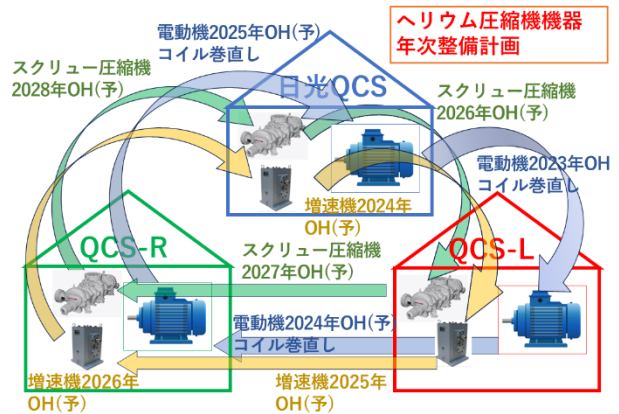 ヘリウム圧縮機機器
年次整備計画
電動機2025年OH(予)
コイル巻直し
スクリュー圧縮機
2028年OH(予)
日光QCS
スクリュー圧縮機
2026年OH(予)
電動機2023年OH
コイル巻直し
増速機2024年
OH(予)
QCS-R
スクリュー圧縮機
2027年OH(予)
QCS-L
電動機2024年OH(予)
コイル巻直し
増速機2026年
OH(予)
増速機2025年
OH(予)